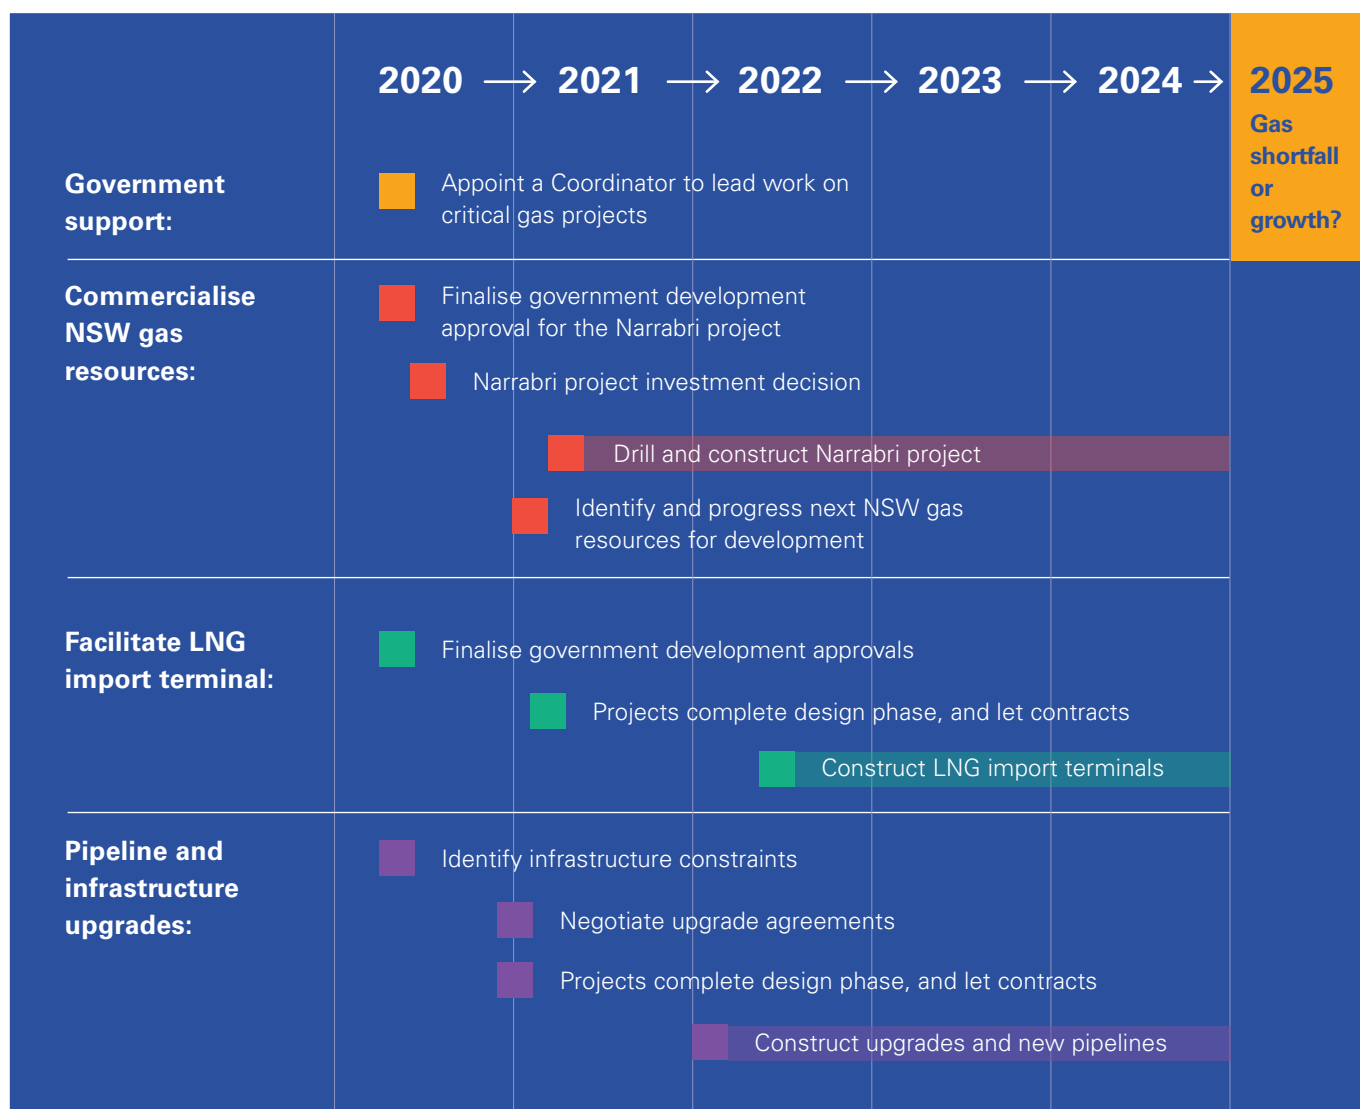 2020 → 2021 → 2022 → 2023 → 2024 → 2025
Gas
shortfall
or
growth?
Government
support:
Appoint a Coordinator to lead work on
critical gas projects
Commercialise
NSW gas
resources:
Finalise government development
approval for the Narrabri project
Narrabri project investment decision
Drill and construct Narrabri project
Identify and progress next NSW gas
resources for development
Facilitate LNG
import terminal:
Finalise government development approvals
Projects complete design phase, and let contracts
Construct LNG import terminals
Pipeline and
infrastructure
upgrades:
Identify infrastructure constraints
Negotiate upgrade agreements
Projects complete design phase, and let contracts
Construct upgrades and new pipelines